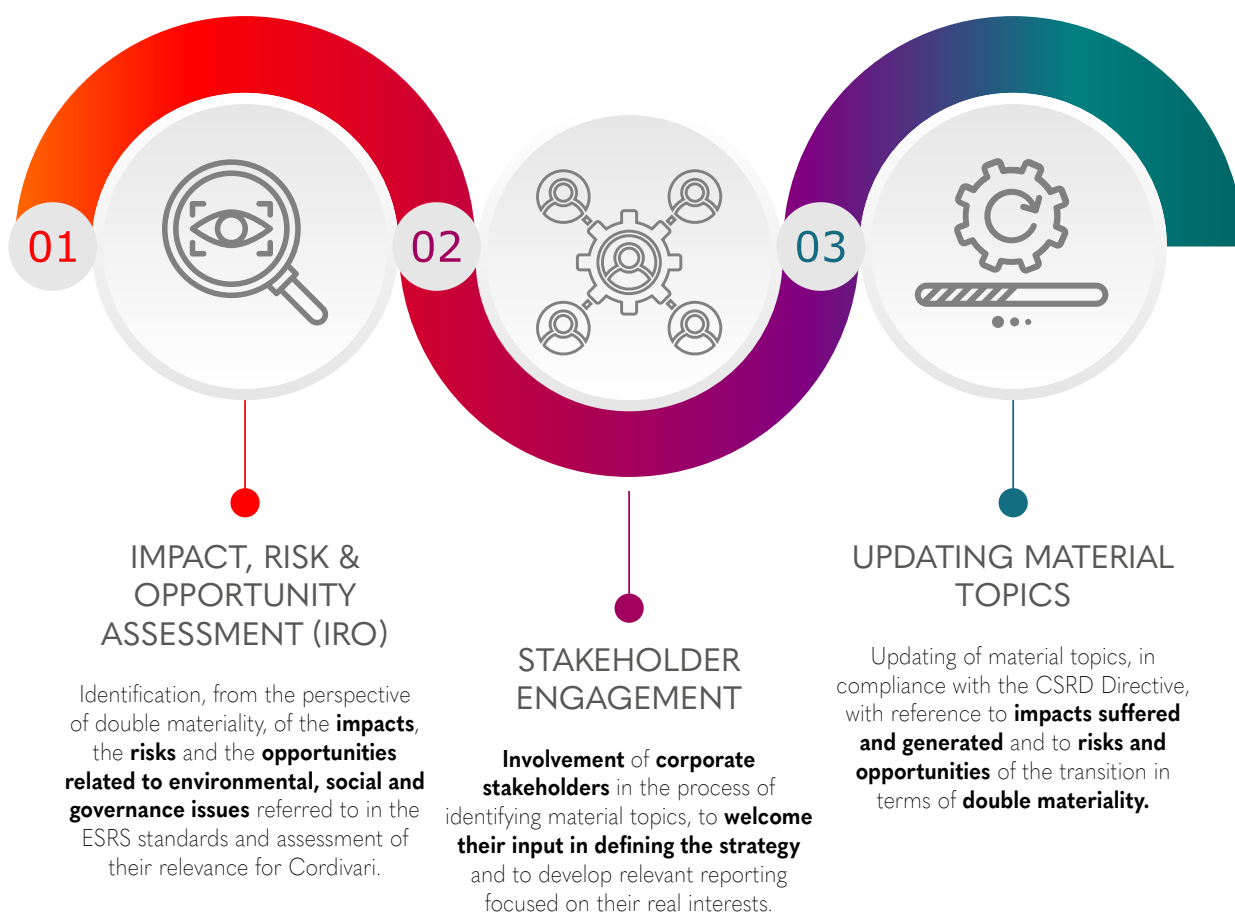 01
IMPACT, RISK &
OPPORTUNITY
ASSESSMENT (IRO)
Identification, from the perspective
of double materiality, of the impacts,
the risks and the opportunities
related to environmental, social and
governance issues referred to in the
ESRS standards and assessment of
their relevance for Cordivari.
02
STAKEHOLDER
ENGAGEMENT
Involvement of corporate
stakeholders in the process of
identifying material topics, to welcome
their input in defining the strategy
and to develop relevant reporting
focused on their real interests.
03
UPDATING MATERIAL
TOPICS
Updating of material topics, in
compliance with the CSRD Directive,
with reference to impacts suffered
and generated and to risks and
opportunities of the transition in
terms of double materiality.